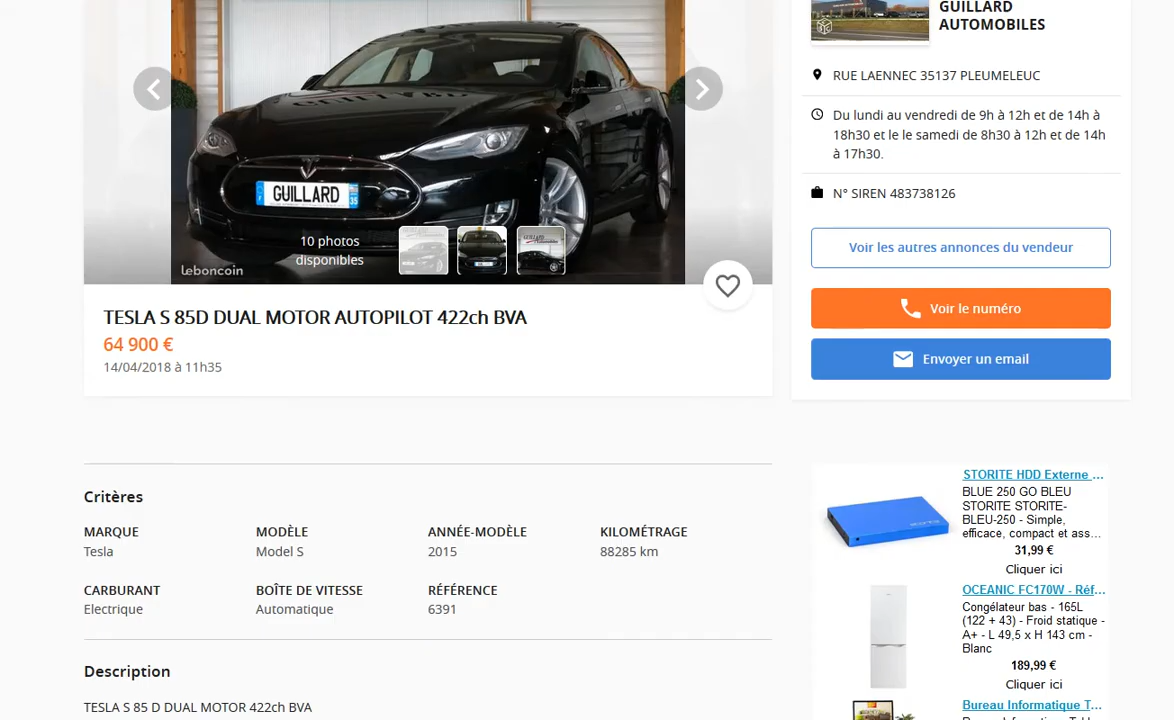 GUILLARD
AUTOMOBILES
RUE LAENNEC 35137 PLEUMELEUC
Du lundi au vendredi de 9h à 12h et de 14h à
18h30 et le le samedi de 8h30 à 12h et de 14h
à 17h30.
N° SIREN 483738126
Voir les autres annonces du vendeur
Voir le numéro
Envoyer un email
GUILLARD
35
10 photos
disponibles
leboncoin
TESLA S 85D DUAL MOTOR AUTOPILOT 422ch BVA
64 900 €
14/04/2018 à 11h35
Critères
MARQUE
Tesla
MODÈLE
Model S
ANNÉE-MODÈLE
2015
KILOMÉTRAGE
88285 km
CARBURANT
Electrique
BOÎTE DE VITESSE
Automatique
RÉFÉRENCE
6391
Description
TESLA S 85 D DUAL MOTOR 422ch BVA
STORITE HDD Externe ...
BLUE 250 GO BLEU
STORITE STORITE-
BLEU-250 - Simple,
efficace, compact et ass...
31,99 €
Cliquer ici
OCEANIC FC170W - Réf...
Congélateur bas - 165L
(122 + 43) - Froid statique -
A+ - L 49,5 x H 143 cm -
Blanc
189,99 €
Cliquer ici
Bureau Informatique T...